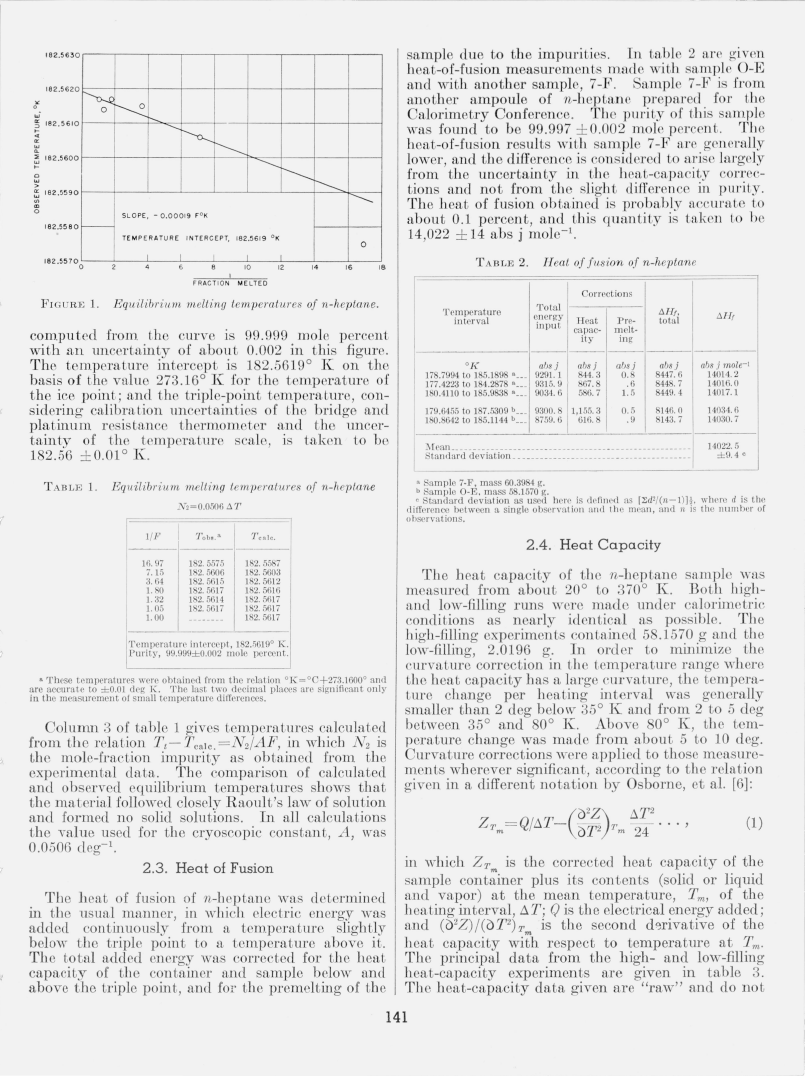 182.5630
182.5620
182.5610
182.5600
182.5590
182.5580
182.5570
OBSERVED TEMPERATURE, °K
SLOPE, - 0.00019 F°K
TEMPERATURE INTERCEPT, 182.5619 °K
0 2 4 6 8 10 12 14 16 18
1
FRACTION MELTED
FIGURE 1. Equilibrium melting temperatures of n-heptane.
computed from the curve is 99.999 mole percent
with an uncertainty of about 0.002 in this figure.
The temperature intercept is 182.5619° K on the
basis of the value 273.16° K for the temperature of
the ice point; and the triple-point temperature, con-
sidering calibration uncertainties of the bridge and
platinum resistance thermometer and the uncer-
tainty of the temperature scale, is taken to be
182.56 ±0.01° K.
TABLE 1. Equilibrium melting temperatures of n-heptane
N₂=0.0506 ΔT
1/F Tobs.ᵃ Tcalc.
16.97 182.5575 182.5587
7.15 182.5606 182.5603
3.64 182.5615 182.5612
1.80 182.5617 182.5616
1.32 182.5614 182.5617
1.05 182.5617 182.5617
1.00 -------- 182.5617
Temperature intercept, 182.5619° K.
Purity, 99.999±0.002 mole percent.
ᵃ These temperatures were obtained from the relation °K=°C+273.1600° and
are accurate to ±0.01 deg K. The last two decimal places are significant only
in the measurement of small temperature differences.
Column 3 of table 1 gives temperatures calculated
from the relation Tₜ−Tcalc.=N₂/AF, in which N₂ is
the mole-fraction impurity as obtained from the
experimental data. The comparison of calculated
and observed equilibrium temperatures shows that
the material followed closely Raoult's law of solution
and formed no solid solutions. In all calculations
the value used for the cryoscopic constant, A, was
0.0506 deg⁻¹.
2.3. Heat of Fusion
The heat of fusion of n-heptane was determined
in the usual manner, in which electric energy was
added continuously from a temperature slightly
below the triple point to a temperature above it.
The total added energy was corrected for the heat
capacity of the container and sample below and
above the triple point, and for the premelting of the
sample due to the impurities. In table 2 are given
heat-of-fusion measurements made with sample O-E
and with another sample, 7-F. Sample 7-F is from
another ampoule of n-heptane prepared for the
Calorimetry Conference. The purity of this sample
was found to be 99.997 ±0.002 mole percent. The
heat-of-fusion results with sample 7-F are generally
lower, and the difference is considered to arise largely
from the uncertainty in the heat-capacity correc-
tions and not from the slight difference in purity.
The heat of fusion obtained is probably accurate to
about 0.1 percent, and this quantity is taken to be
14,022 ±14 abs j mole⁻¹.
TABLE 2. Heat of fusion of n-heptane
Temperature interval Total energy input Corrections Heat capac-ity Pre-melt-ing ΔHf, total ΔHf
°K abs j abs j abs j abs j abs j mole⁻¹
178.7994 to 185.1898 ᵃ--- 9291.1 844.3 0.8 8447.6 14014.2
177.4223 to 184.2878 ᵃ--- 9315.9 867.8 .6 8448.7 14016.0
180.4110 to 185.9838 ᵃ--- 9034.6 586.7 1.5 8449.4 14017.1
179.6455 to 187.5309 ᵇ--- 9300.8 1,155.3 0.5 8146.0 14034.6
180.8642 to 185.1144 ᵇ--- 8759.6 616.8 .9 8143.7 14030.7
Mean--- 14022.5
Standard deviation--- ±9.4 ᶜ
ᵃ Sample 7-F, mass 60.3984 g.
ᵇ Sample O-E, mass 58.1570 g.
ᶜ Standard deviation as used here is defined as [Σd²/(n−1)]½, where d is the
difference between a single observation and the mean, and n is the number of
observations.
2.4. Heat Capacity
The heat capacity of the n-heptane sample was
measured from about 20° to 370° K. Both high-
and low-filling runs were made under calorimetric
conditions as nearly identical as possible. The
high-filling experiments contained 58.1570 g and the
low-filling, 2.0196 g. In order to minimize the
curvature correction in the temperature range where
the heat capacity has a large curvature, the tempera-
ture change per heating interval was generally
smaller than 2 deg below 35° K and from 2 to 5 deg
between 35° and 80° K. Above 80° K, the tem-
perature change was made from about 5 to 10 deg.
Curvature corrections were applied to those measure-
ments wherever significant, according to the relation
given in a different notation by Osborne, et al. [6]:
Z_Tm=Q/ΔT−(∂²Z/∂T²)_Tm ΔT²/24 · · ·, (1)
in which Z_Tm is the corrected heat capacity of the
sample container plus its contents (solid or liquid
and vapor) at the mean temperature, Tm, of the
heating interval, ΔT; Q is the electrical energy added;
and (∂²Z)/(∂T²)_Tm is the second derivative of the
heat capacity with respect to temperature at Tm.
The principal data from the high- and low-filling
heat-capacity experiments are given in table 3.
The heat-capacity data given are "raw" and do not
141